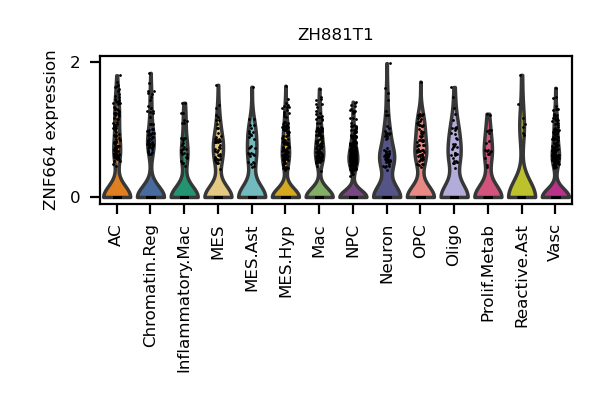 ZH881T1
ZNF664 expression
2
0
AC
Chromatin.Reg
Inflammatory.Mac
MES
MES.Ast
MES.Hyp
Mac
NPC
Neuron
OPC
Oligo
Prolif.Metab
Reactive.Ast
Vasc